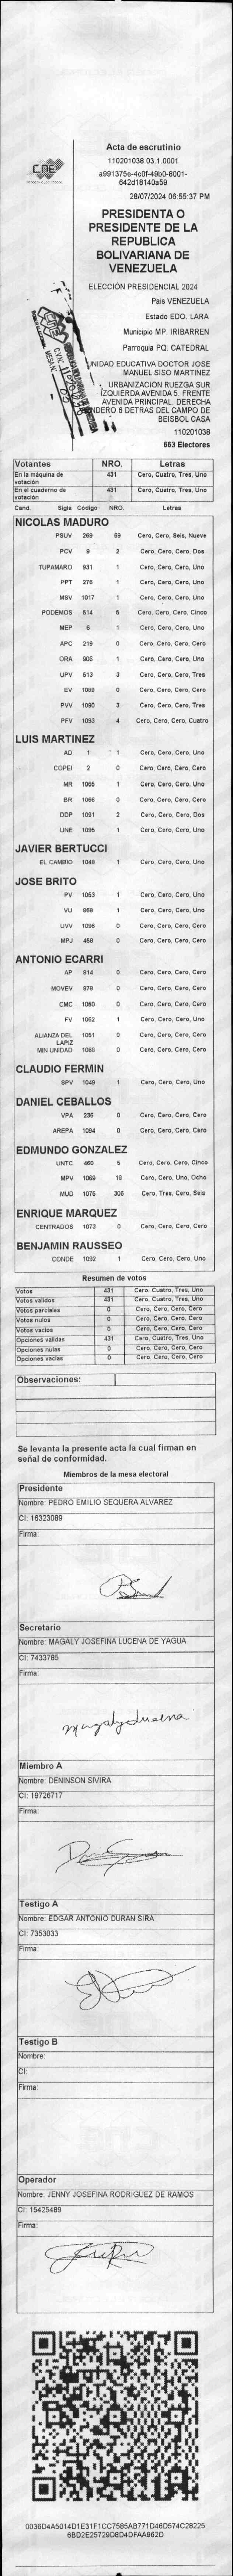 CNE
Acta de escrutinio
110201038.03.1.0001
a991375e-4c0f-49b0-8001-
642d18140a59
28/07/2024 06:55:37 PM
PRESIDENTA O
PRESIDENTE DE LA
REPUBLICA
BOLIVARIANA DE
VENEZUELA
ELECCIÓN PRESIDENCIAL 2024
País VENEZUELA
Estado EDO. LARA
Municipio MP. IRIBARREN
Parroquia PQ. CATEDRAL
UNIDAD EDUCATIVA DOCTOR JOSE
MANUEL SISO MARTINEZ
URBANIZACION RUEZGA SUR
IZQUIERDA AVENIDA 5. FRENTE
AVENIDA PRINCIPAL. DERECHA
SENDERO 6 DETRAS DEL CAMPO DE
BEISBOL CASA
110201038
663 Electores
Votantes NRO. Letras
En la máquina de votación 431 Cero, Cuatro, Tres, Uno
En el cuaderno de votación 431 Cero, Cuatro, Tres, Uno
Cand. Sigla Código NRO. Letras
NICOLAS MADURO
PSUV 269 69 Cero, Cero, Seis, Nueve
PCV 9 2 Cero, Cero, Cero, Dos
TUPAMARO 931 1 Cero, Cero, Cero, Uno
PPT 276 1 Cero, Cero, Cero, Uno
MSV 1017 1 Cero, Cero, Cero, Uno
PODEMOS 514 5 Cero, Cero, Cero, Cinco
MEP 6 1 Cero, Cero, Cero, Uno
APC 219 0 Cero, Cero, Cero, Cero
ORA 906 1 Cero, Cero, Cero, Uno
UPV 513 3 Cero, Cero, Cero, Tres
EV 1089 0 Cero, Cero, Cero, Cero
PVV 1090 3 Cero, Cero, Cero, Tres
PFV 1093 4 Cero, Cero, Cero, Cuatro
LUIS MARTINEZ
AD 1 1 Cero, Cero, Cero, Uno
COPEI 2 0 Cero, Cero, Cero, Cero
MR 1065 1 Cero, Cero, Cero, Uno
BR 1066 0 Cero, Cero, Cero, Cero
DDP 1091 2 Cero, Cero, Cero, Dos
UNE 1095 1 Cero, Cero, Cero, Uno
JAVIER BERTUCCI
EL CAMBIO 1048 1 Cero, Cero, Cero, Uno
JOSE BRITO
PV 1053 1 Cero, Cero, Cero, Uno
VU 968 1 Cero, Cero, Cero, Uno
UVV 1096 0 Cero, Cero, Cero, Cero
MPJ 458 0 Cero, Cero, Cero, Cero
ANTONIO ECARRI
AP 914 0 Cero, Cero, Cero, Cero
MOVEV 979 0 Cero, Cero, Cero, Cero
CMC 1050 0 Cero, Cero, Cero, Cero
FV 1062 1 Cero, Cero, Cero, Uno
ALIANZA DEL LAPIZ 1051 0 Cero, Cero, Cero, Cero
MIN UNIDAD 1068 0 Cero, Cero, Cero, Cero
CLAUDIO FERMIN
SPV 1049 1 Cero, Cero, Cero, Uno
DANIEL CEBALLOS
VPA 236 0 Cero, Cero, Cero, Cero
AREPA 1094 0 Cero, Cero, Cero, Cero
EDMUNDO GONZALEZ
UNTC 460 5 Cero, Cero, Cero, Cinco
MPV 1069 18 Cero, Cero, Uno, Ocho
MUD 1075 306 Cero, Tres, Cero, Seis
ENRIQUE MARQUEZ
CENTRADOS 1073 0 Cero, Cero, Cero, Cero
BENJAMIN RAUSSEO
CONDE 1092 1 Cero, Cero, Cero, Uno
Resumen de votos
Votos 431 Cero, Cuatro, Tres, Uno
Votos válidos 431 Cero, Cuatro, Tres, Uno
Votos parciales 0 Cero, Cero, Cero, Cero
Votos nulos 0 Cero, Cero, Cero, Cero
Votos vacíos 0 Cero, Cero, Cero, Cero
Opciones válidas 431 Cero, Cuatro, Tres, Uno
Opciones nulas 0 Cero, Cero, Cero, Cero
Opciones vacías 0 Cero, Cero, Cero, Cero
Observaciones:
Se levanta la presente acta la cual firman en
señal de conformidad.
Miembros de la mesa electoral
Presidente
Nombre: PEDRO EMILIO SEQUERA ALVAREZ
CI: 16323089
Firma:
Secretario
Nombre: MAGALY JOSEFINA LUCENA DE YAGUA
CI: 7433785
Firma:
Magaly Lucena
Miembro A
Nombre: DENINSON SIVIRA
CI: 19726717
Firma:
Testigo A
Nombre: EDGAR ANTONIO DURAN SIRA
CI: 7353033
Firma:
Testigo B
Nombre:
CI:
Firma:
Operador
Nombre: JENNY JOSEFINA RODRIGUEZ DE RAMOS
CI: 15425489
Firma:
0036D4A5014D1E31F1CC7585AB771D46D574C28225
6BD2E25729D8D4DFAA962D